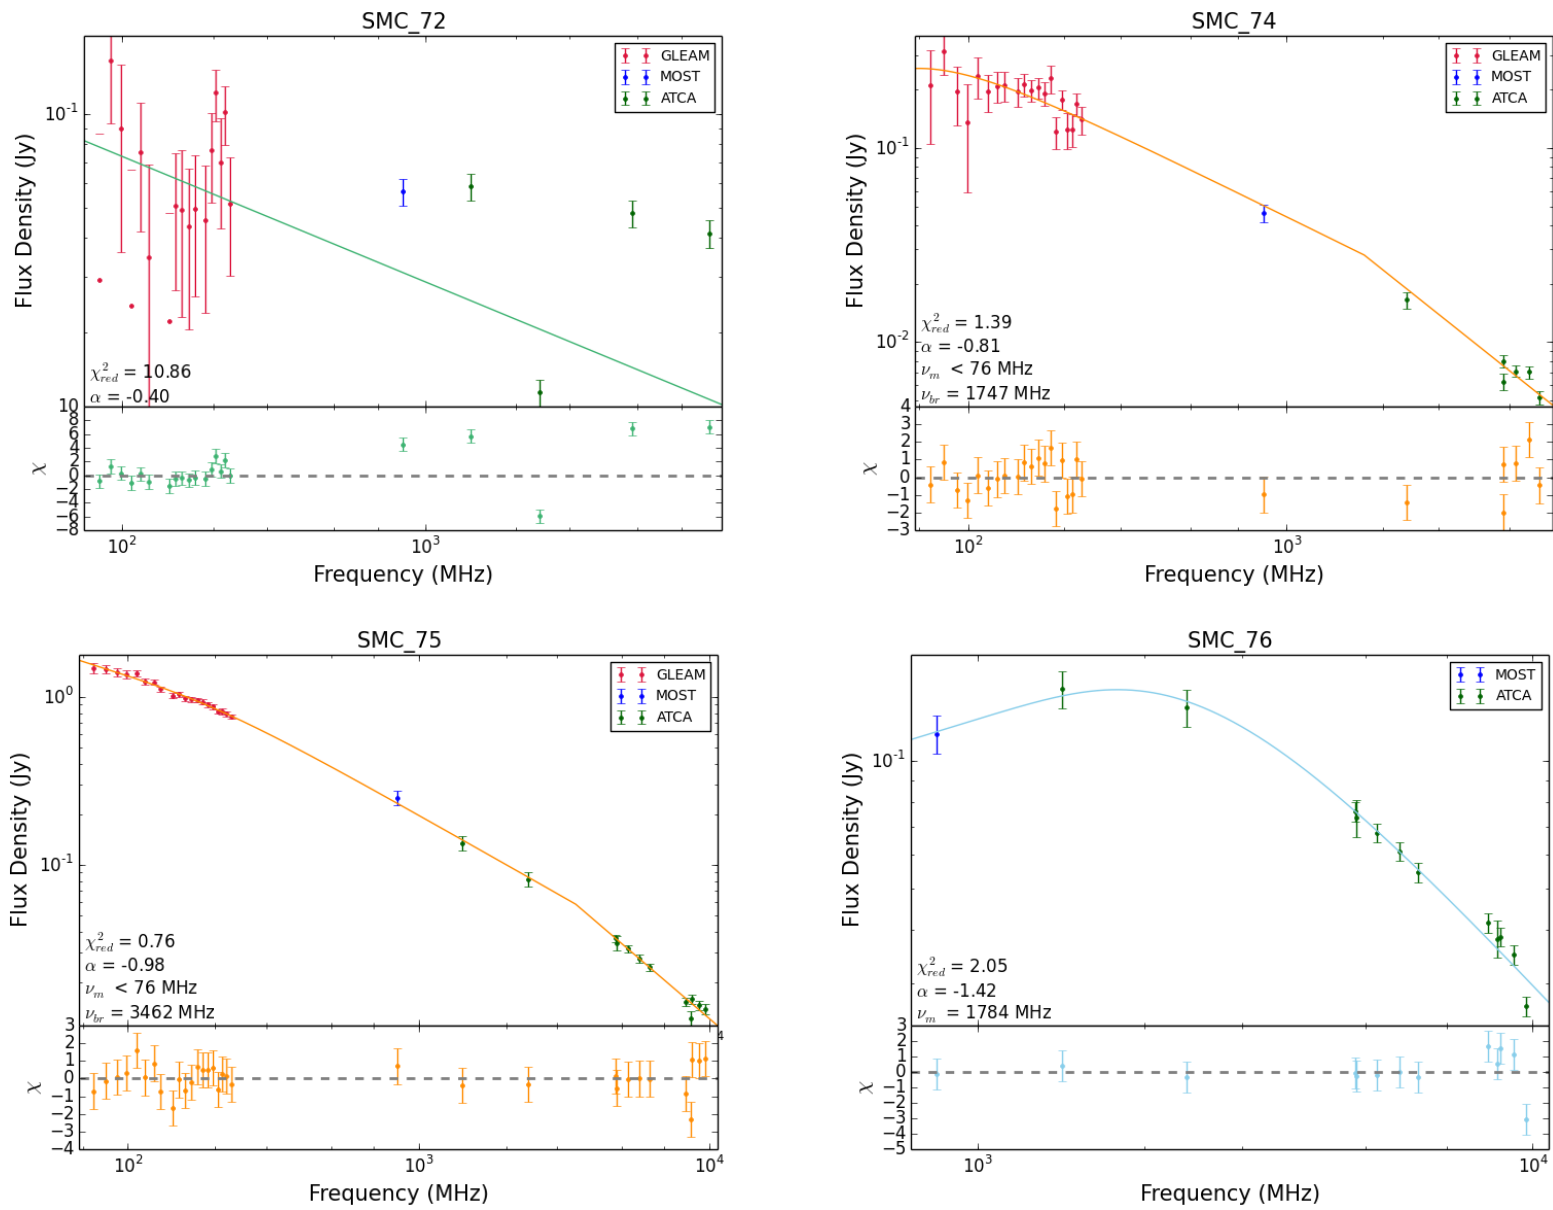 SMC_72
GLEAM
MOST
ATCA
10⁻¹
Flux Density (Jy)
χ²red = 10.86
α = -0.40
10
8
6
4
2
0
−2
−4
−6
−8
χ
10² 10³
Frequency (MHz)
SMC_74
GLEAM
MOST
ATCA
10⁻¹
10⁻²
Flux Density (Jy)
χ²red = 1.39
α = -0.81
νm < 76 MHz
νbr = 1747 MHz
4
3
2
1
0
−1
−2
−3
χ
10² 10³
Frequency (MHz)
SMC_75
GLEAM
MOST
ATCA
10⁰
10⁻¹
Flux Density (Jy)
χ²red = 0.76
α = -0.98
νm < 76 MHz
νbr = 3462 MHz
3
2
1
0
−1
−2
−3
−4
χ
10² 10³ 10⁴
4
Frequency (MHz)
SMC_76
MOST
ATCA
10⁻¹
Flux Density (Jy)
χ²red = 2.05
α = -1.42
νm = 1784 MHz
3
2
1
0
−1
−2
−3
−4
−5
χ
10³ 10⁴
Frequency (MHz)